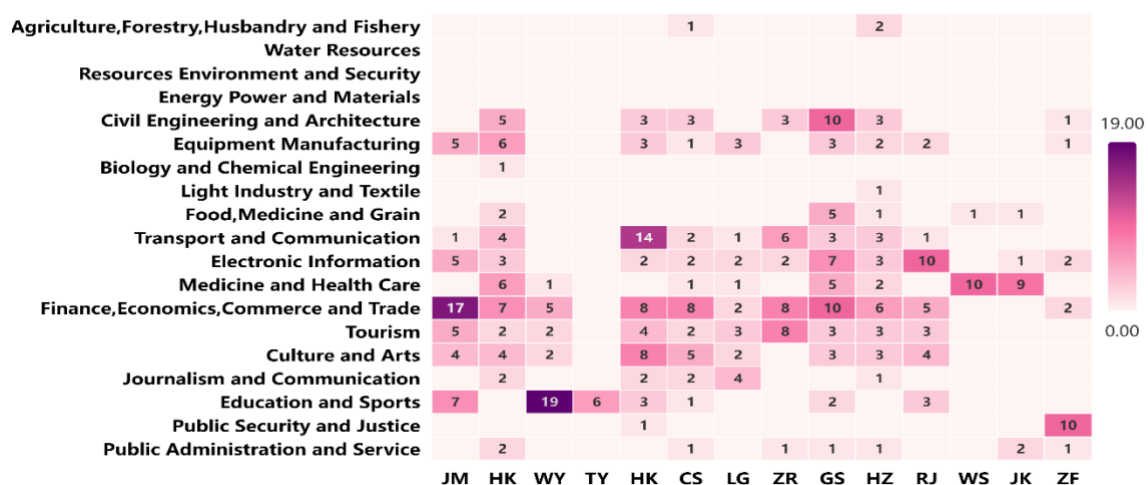 Agriculture,Forestry,Husbandry and Fishery 1 2
Water Resources
Resources Environment and Security
Energy Power and Materials
Civil Engineering and Architecture 5 3 3 3 10 3 1
19.00
Equipment Manufacturing 5 6 3 1 3 3 2 2 1
Biology and Chemical Engineering 1
Light Industry and Textile 1
Food,Medicine and Grain 2 5 1 1 1
Transport and Communication 1 4 14 2 1 6 3 3 1
Electronic Information 5 3 2 2 2 2 7 3 10 1 2
Medicine and Health Care 6 1 1 1 5 2 10 9
Finance,Economics,Commerce and Trade 17 7 5 8 8 2 8 10 6 5 2
0.00
Tourism 5 2 2 4 2 3 8 3 3 3
Culture and Arts 4 4 2 8 5 2 3 3 4
Journalism and Communication 2 2 2 4 1
Education and Sports 7 19 6 3 1 2 3
Public Security and Justice 1 10
Public Administration and Service 2 1 1 1 1 2 1
JM HK WY TY HK CS LG ZR GS HZ RJ WS JK ZF